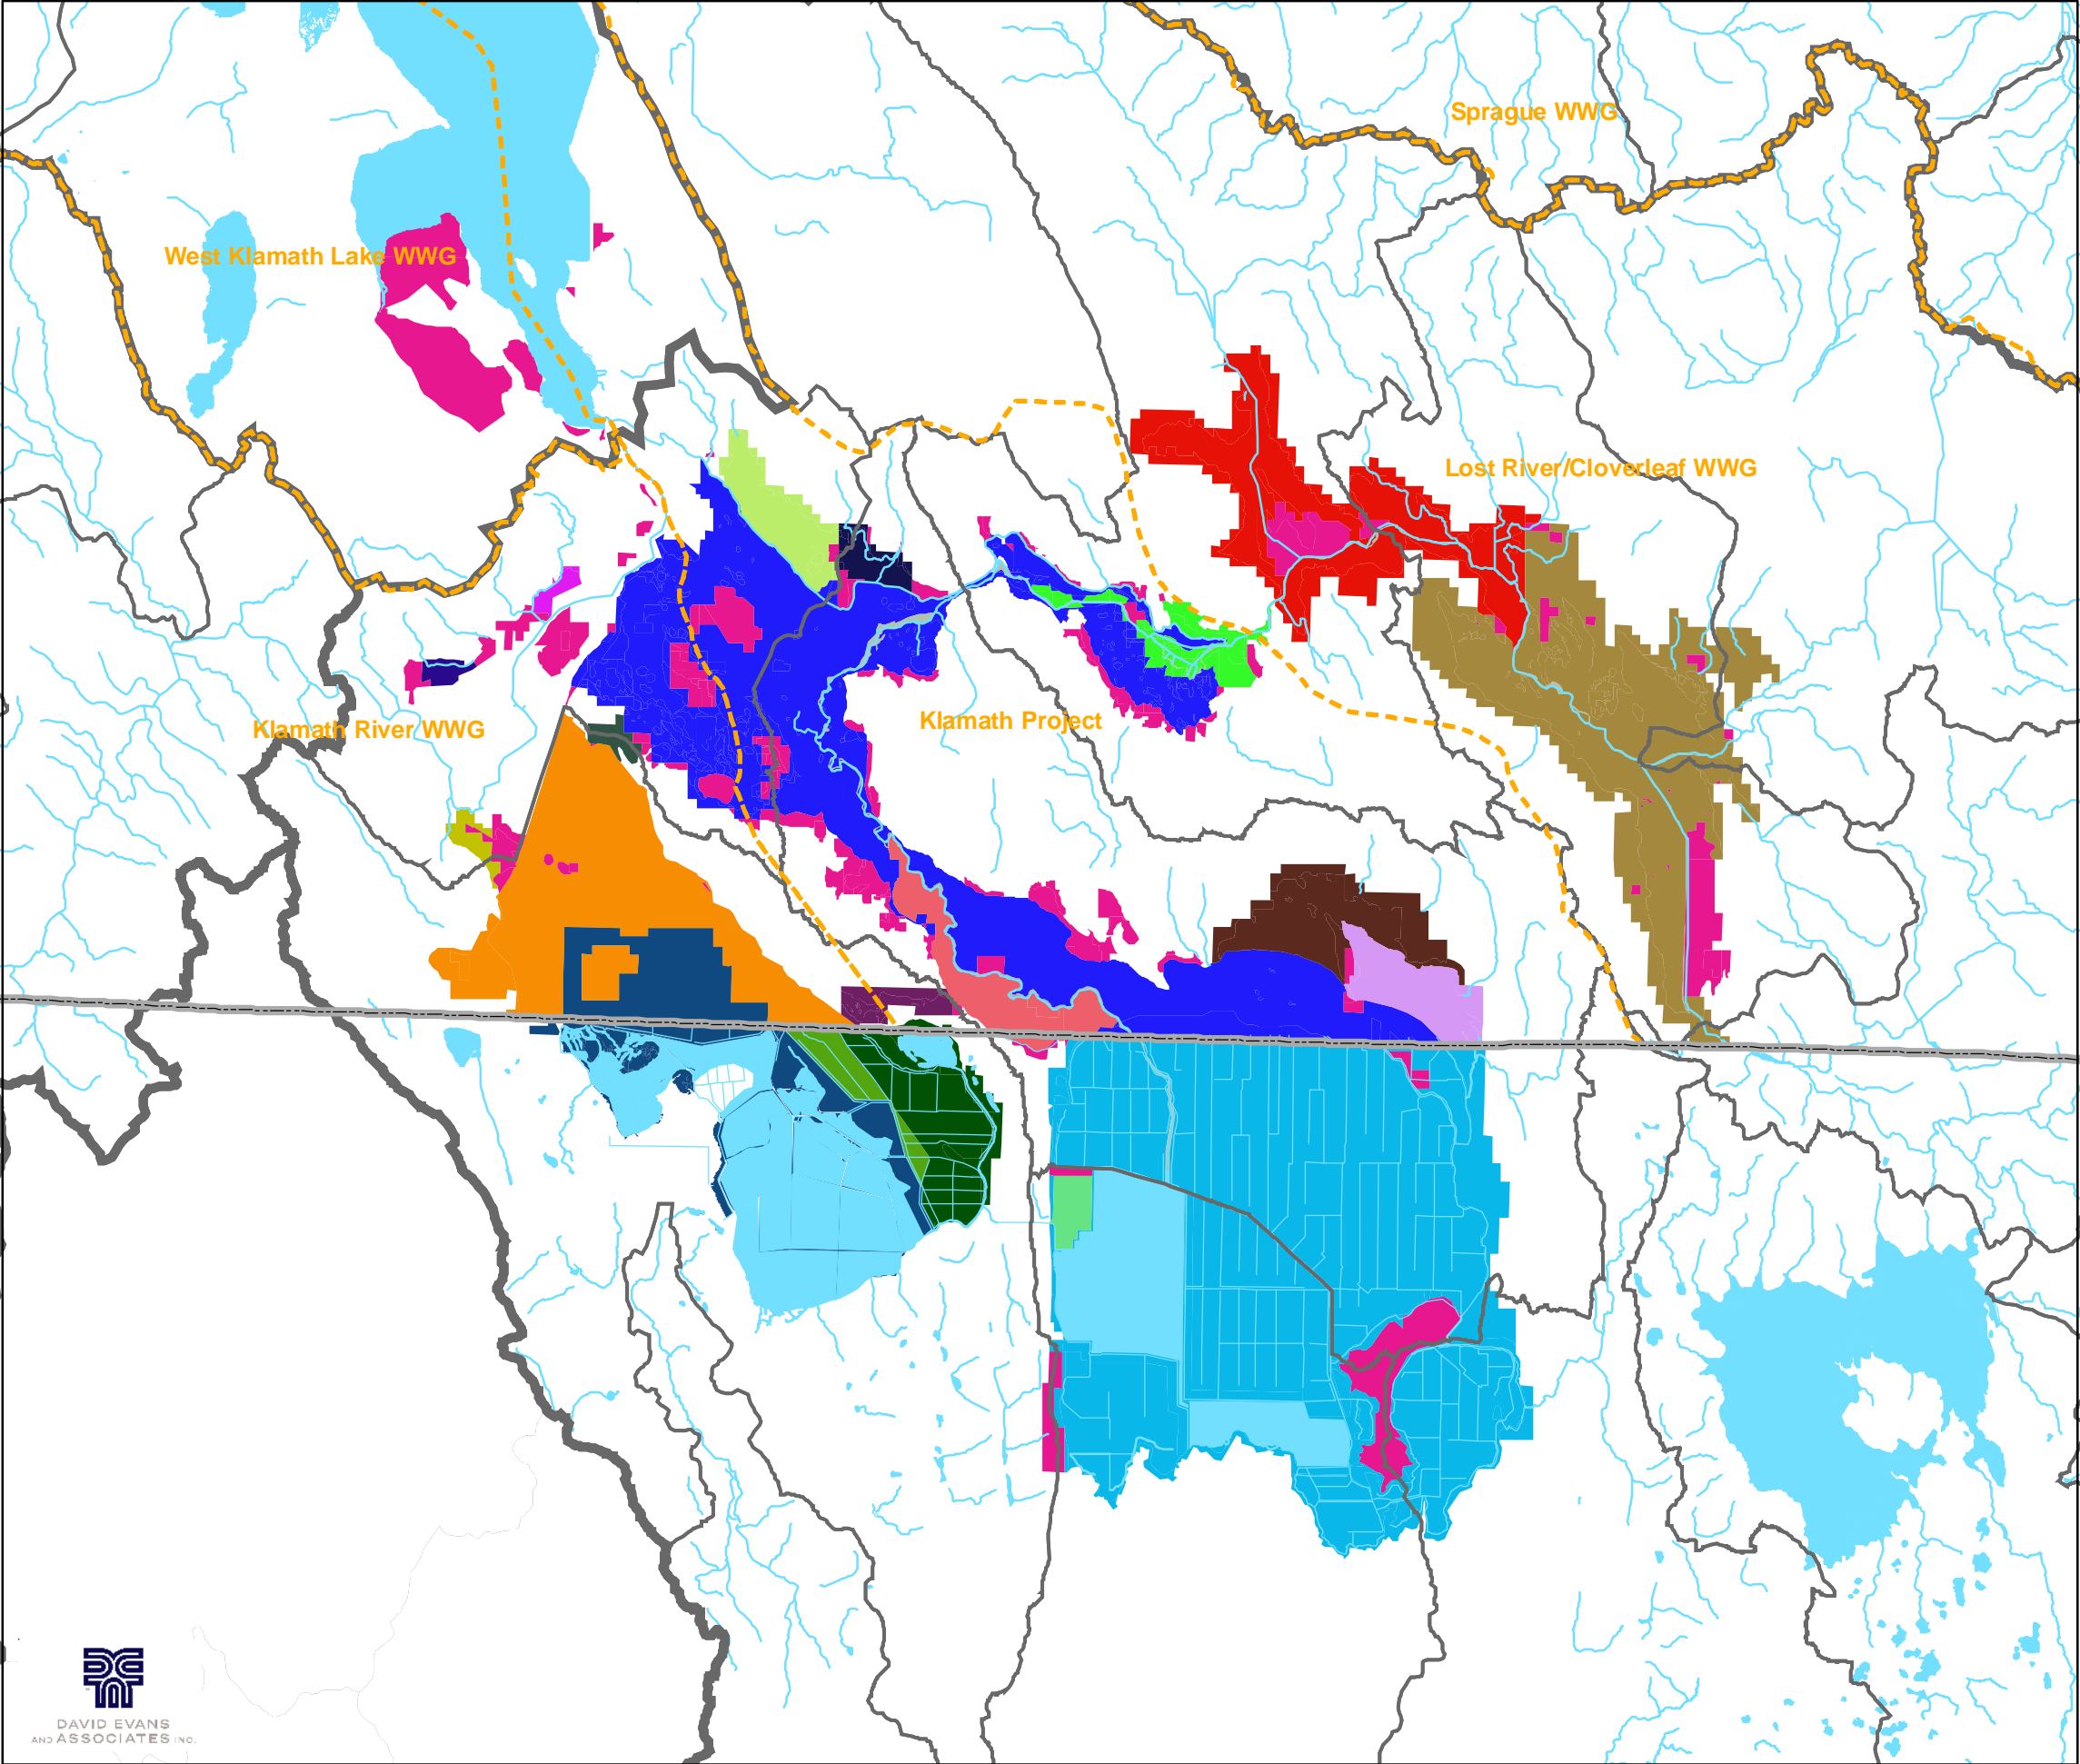 Sprague WWG
West Klamath Lake WWG
Lost River/Cloverleaf WWG
Klamath Project
Klamath River WWG
DAVID EVANS
AND ASSOCIATES INC.